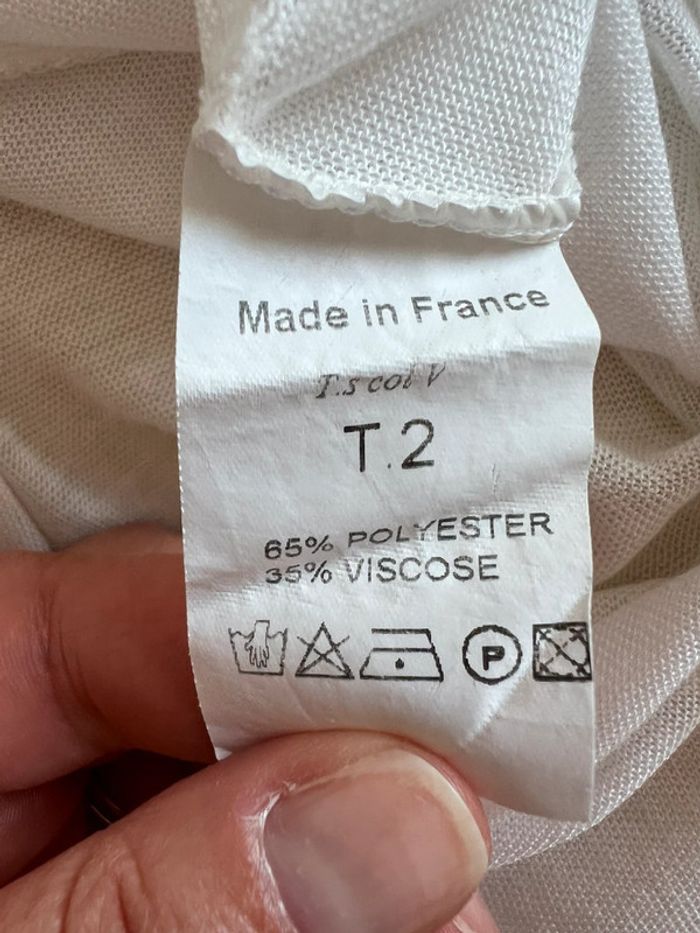 Made in France
T.s col V
T.2
65% POLYESTER
35% VISCOSE
P